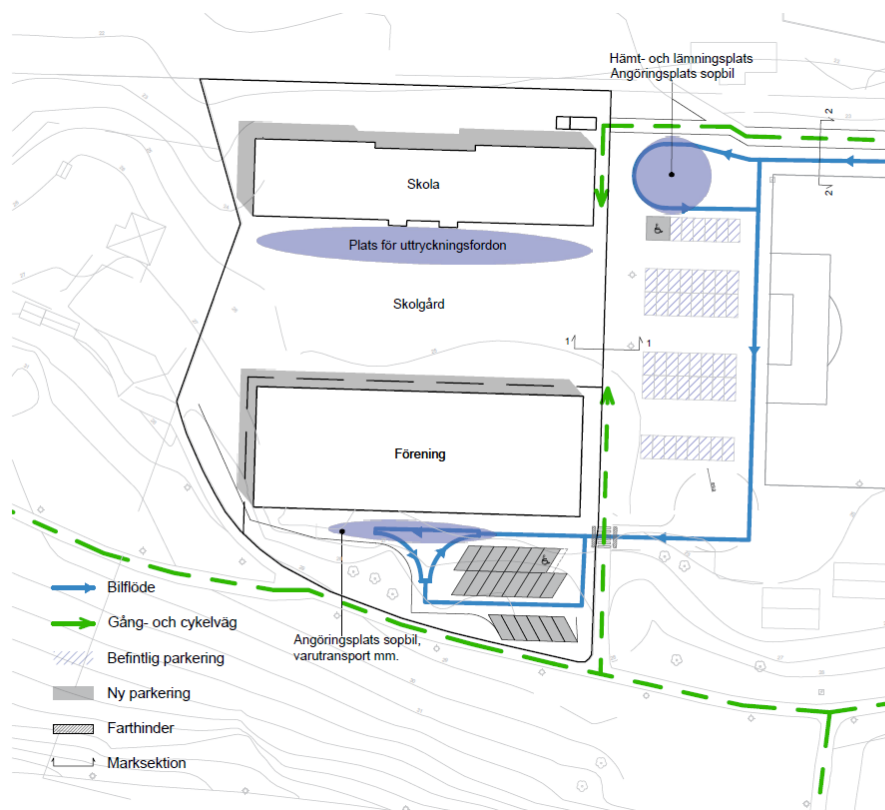 Hämt- och lämningsplats
Angöringsplats sopbil
2
2
Skola
Plats för uttryckningsfordon
Skolgård
1
1
Förening
Angöringsplats sopbil,
varutransport mm.
Bilflöde
Gång- och cykelväg
Befintlig parkering
Ny parkering
Farthinder
Marksektion